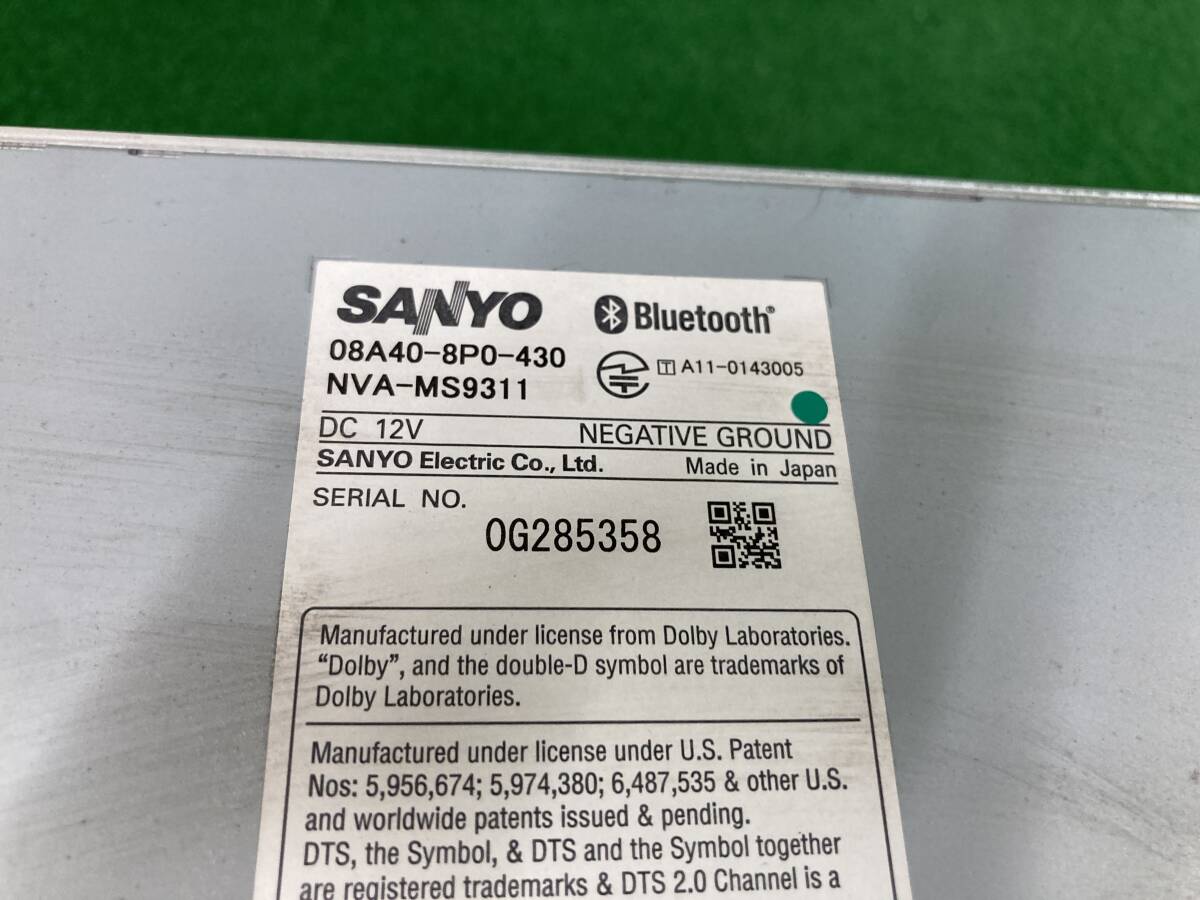 SANYO Bluetooth®
08A40-8P0-430
T A11-0143005
NVA-MS9311
DC 12V NEGATIVE GROUND
SANYO Electric Co., Ltd. Made in Japan
SERIAL NO.
0G285358
Manufactured under license from Dolby Laboratories.
“Dolby”, and the double-D symbol are trademarks of
Dolby Laboratories.
Manufactured under license under U.S. Patent
Nos: 5,956,674; 5,974,380; 6,487,535 & other U.S.
and worldwide patents issued & pending.
DTS, the Symbol, & DTS and the Symbol together
are registered trademarks & DTS 2.0 Channel is a